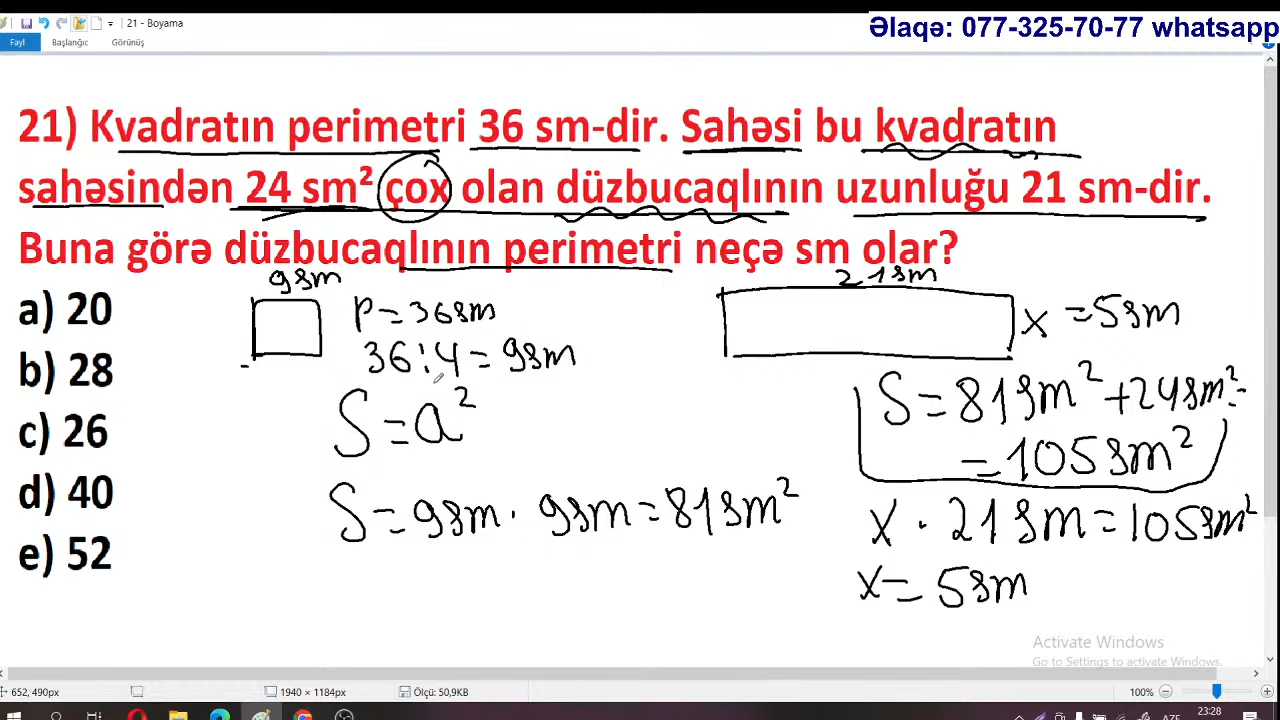 21 - Boyama
Əlaqə: 077-325-70-77 whatsapp
Fayl Başlanğıc Görünüş
21) Kvadratın perimetri 36 sm-dir. Sahəsi bu kvadratın
sahəsindən 24 sm² çox olan düzbucaqlının uzunluğu 21 sm-dir.
Buna görə düzbucaqlının perimetri neçə sm olar?
a) 20
b) 28
c) 26
d) 40
e) 52
9sm
P=36sm
36:4=9sm
S=a²
S=9sm·9sm=81sm²
21sm
x =5sm
S=81sm²+24sm²=
=105sm²
x·21sm=105sm²
x=5sm
Activate Windows
Go to Settings to activate Windows.
652, 490px 1940 × 1184px Ölçü: 50,9KB 100%
AZE 23:28